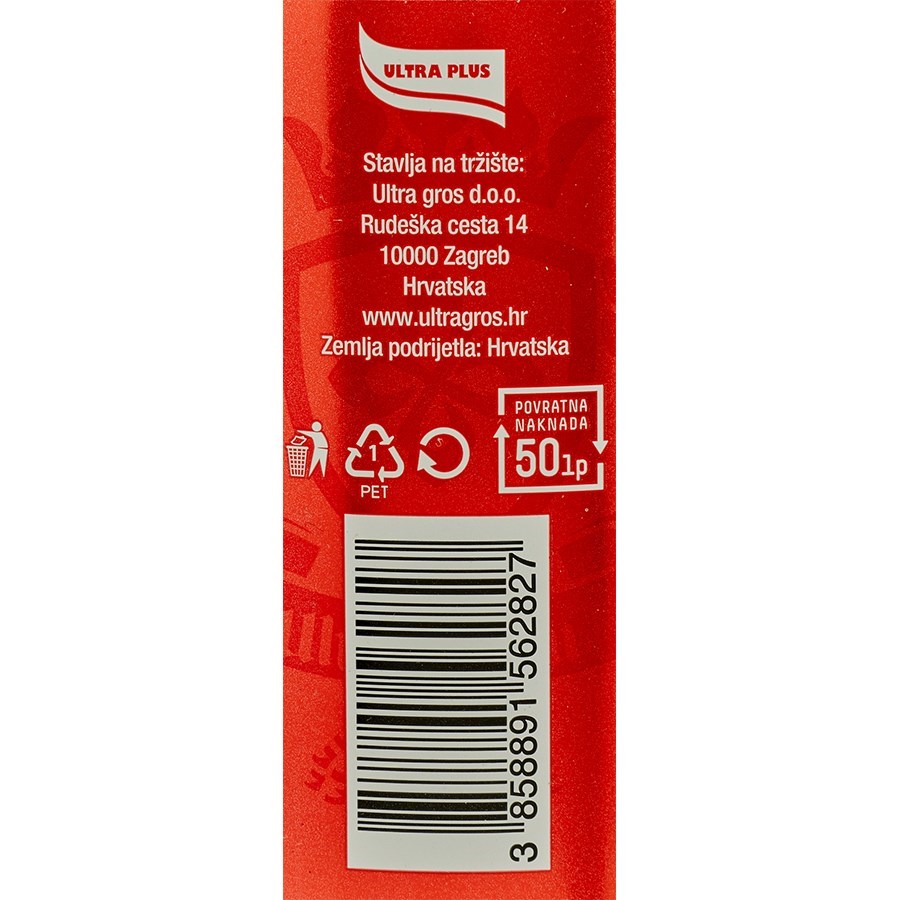 ULTRA PLUS
Stavlja na tržište:
Ultra gros d.o.o.
Rudeška cesta 14
10000 Zagreb
Hrvatska
www.ultragros.hr
Zemlja podrijetla: Hrvatska
POVRATNA
NAKNADA
50lp
1
PET
3 858891 562827